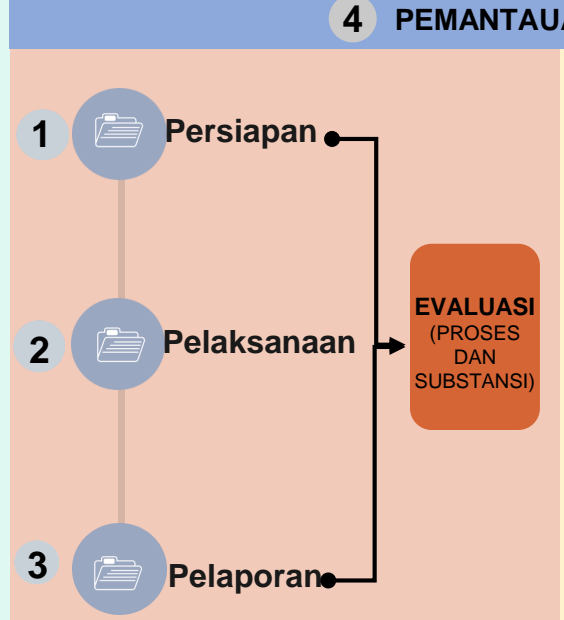 4 PEMANTAUA
1 Persiapan
EVALUASI
(PROSES
DAN
SUBSTANSI)
2 Pelaksanaan
3 Pelaporan